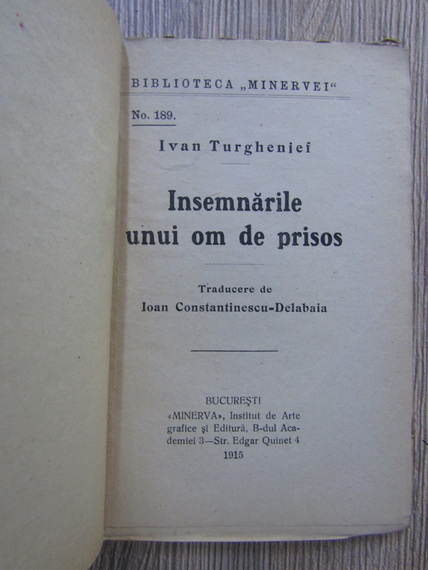 BIBLIOTECA „MINERVEI“
No. 189.
Ivan Turghenief
Insemnările
unui om de prisos
Traducere de
Ioan Constantinescu-Delabaia
BUCUREŞTI
«MINERVA», Institut de Arte
grafice şi Editură, B-dul Aca-
demiei 3—Str. Edgar Quinet 4
1915